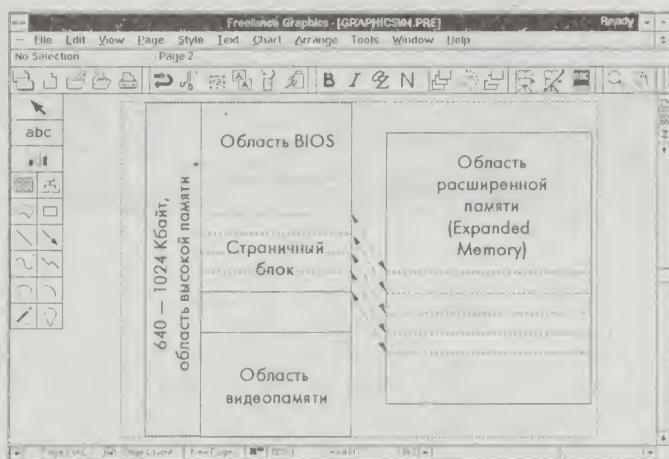 Freelance Graphics - [GRAPHICS\04.PRE]
Ready
File Edit View Page Style Text Chart Arrange Tools Window Help
No Selection
Page 2
B I N
abc
640 — 1024 Кбайт,
область высокой памяти
Область BIOS
Страничный
блок
Область
видеопамяти
Область
расширенной
памяти
(Expanded
Memory)